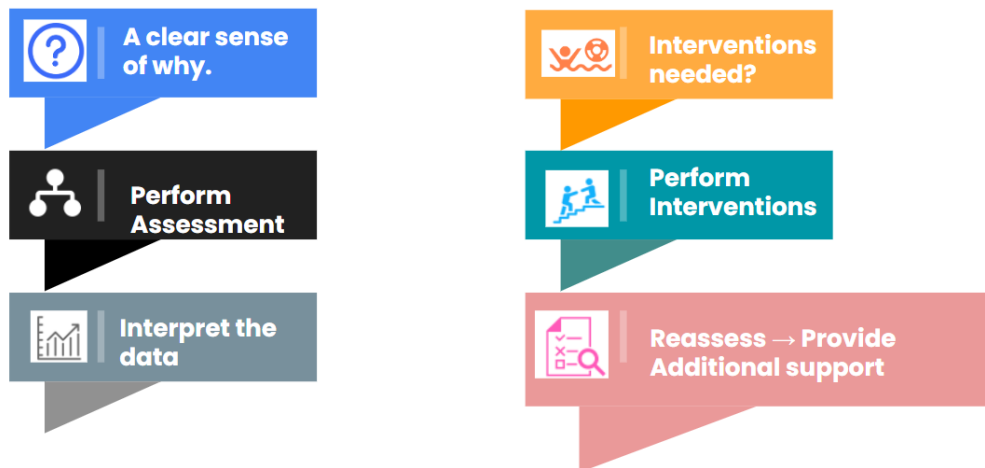 A clear sense
of why.
Perform
Assessment
Interpret the
data
Interventions
needed?
Perform
Interventions
Reassess → Provide
Additional support